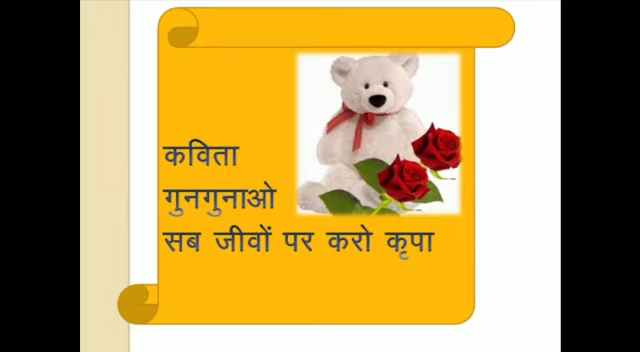 कविता
गुनगुनाओ
सब जीवों पर करो कृपा